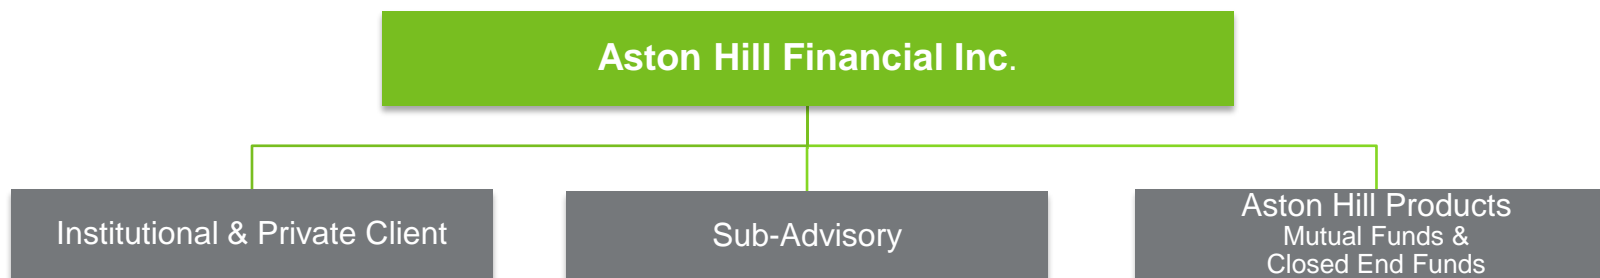 Aston Hill Financial Inc.
Institutional & Private Client
Sub-Advisory
Aston Hill Products
Mutual Funds &
Closed End Funds